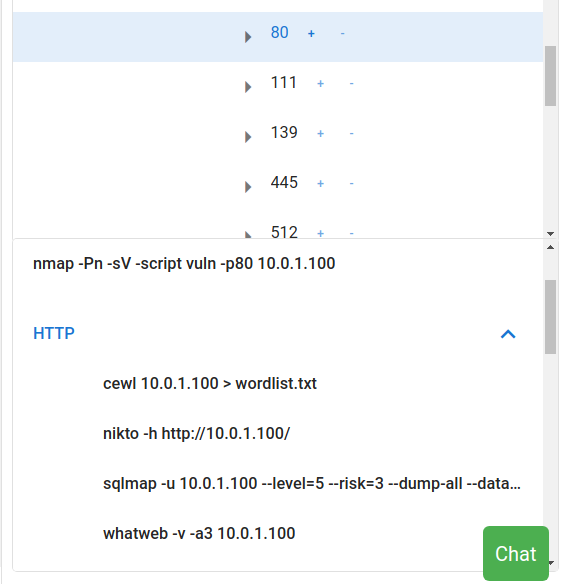 80 + -
111 + -
139 + -
445 + -
512 + -
nmap -Pn -sV -script vuln -p80 10.0.1.100
HTTP
cewl 10.0.1.100 > wordlist.txt
nikto -h http://10.0.1.100/
sqlmap -u 10.0.1.100 --level=5 --risk=3 --dump-all --data...
whatweb -v -a3 10.0.1.100
Chat